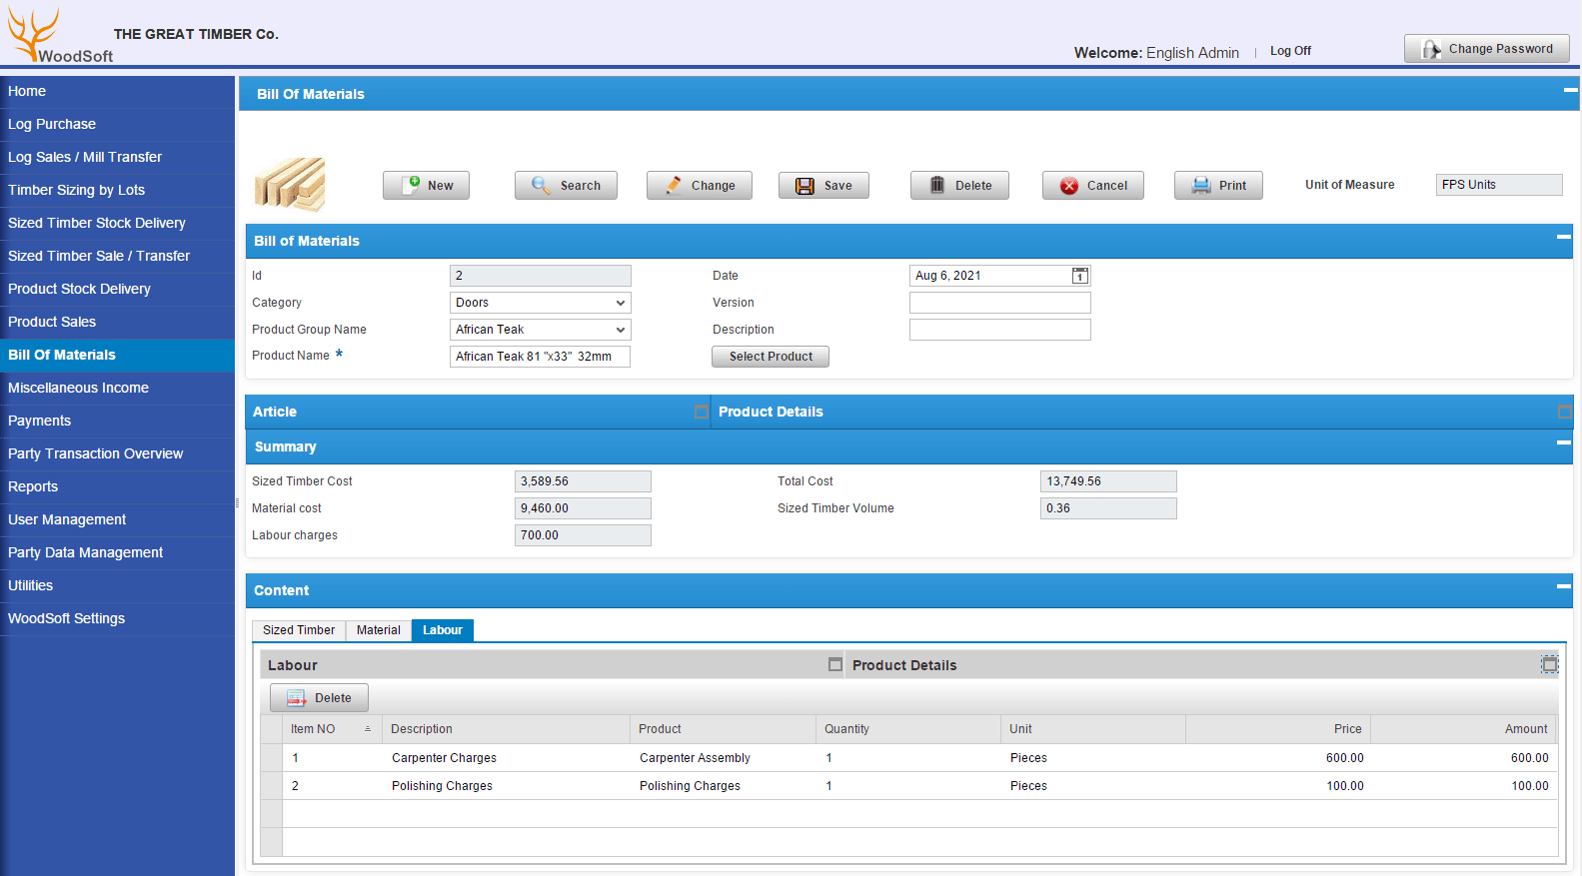 THE GREAT TIMBER Co.
WoodSoft
Welcome: English Admin | Log Off
Change Password
Home
Log Purchase
Log Sales / Mill Transfer
Timber Sizing by Lots
Sized Timber Stock Delivery
Sized Timber Sale / Transfer
Product Stock Delivery
Product Sales
Bill Of Materials
Miscellaneous Income
Payments
Party Transaction Overview
Reports
User Management
Party Data Management
Utilities
WoodSoft Settings
Bill Of Materials
New Search Change Save Delete Cancel Print Unit of Measure FPS Units
Bill of Materials
Id 2 Date Aug 6, 2021 1
Category Doors Version
Product Group Name African Teak Description
Product Name * African Teak 81 "x33" 32mm Select Product
Article Product Details
Summary
Sized Timber Cost 3,589.56 Total Cost 13,749.56
Material cost 9,460.00 Sized Timber Volume 0.36
Labour charges 700.00
Content
Sized Timber Material Labour
Labour Product Details
Delete
Item NO Description Product Quantity Unit Price Amount
1 Carpenter Charges Carpenter Assembly 1 Pieces 600.00 600.00
2 Polishing Charges Polishing Charges 1 Pieces 100.00 100.00